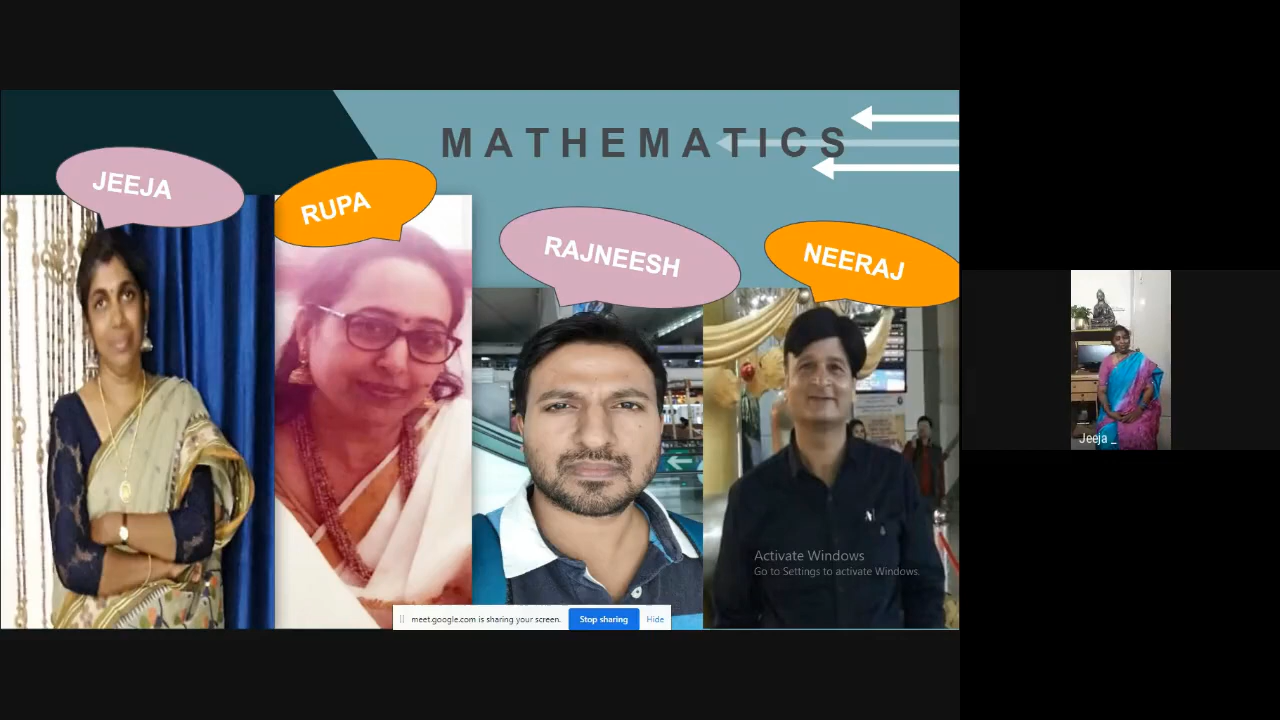 MATHEMATICS
JEEJA
RUPA
RAJNEESH
NEERAJ
Activate Windows
Go to Settings to activate Windows.
meet.google.com is sharing your screen.
Stop sharing
Hide
Jeeja _